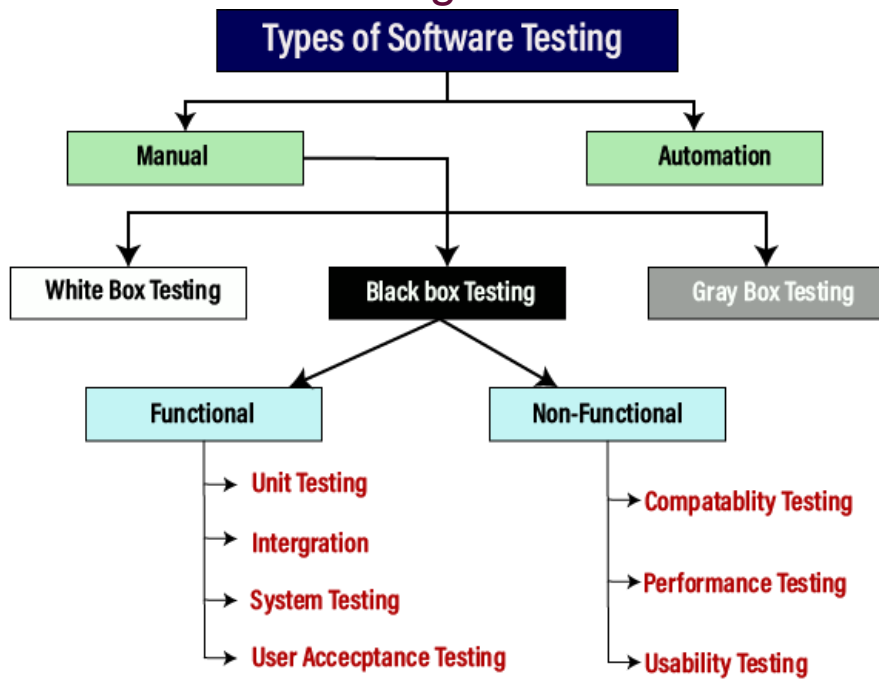 Types of Software Testing
Manual
Automation
White Box Testing
Black box Testing
Gray Box Testing
Functional
Non-Functional
Unit Testing
Intergration
System Testing
User Accecptance Testing
Compatablity Testing
Performance Testing
Usability Testing